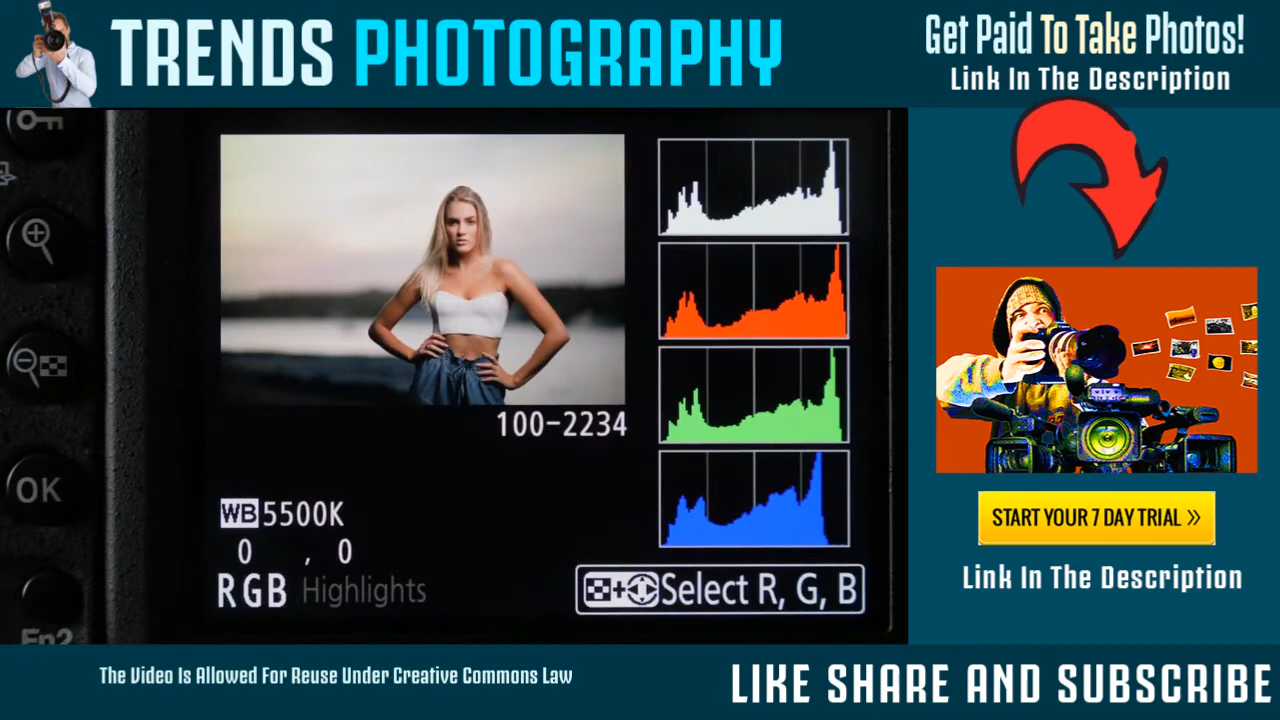 TRENDS PHOTOGRAPHY
Get Paid To Take Photos!
Link In The Description
100-2234
OK
WB 5500K
0 , 0
RGB Highlights
Select R, G, B
Fn2
START YOUR 7 DAY TRIAL »
Link In The Description
The Video Is Allowed For Reuse Under Creative Commons Law
LIKE SHARE AND SUBSCRIBE